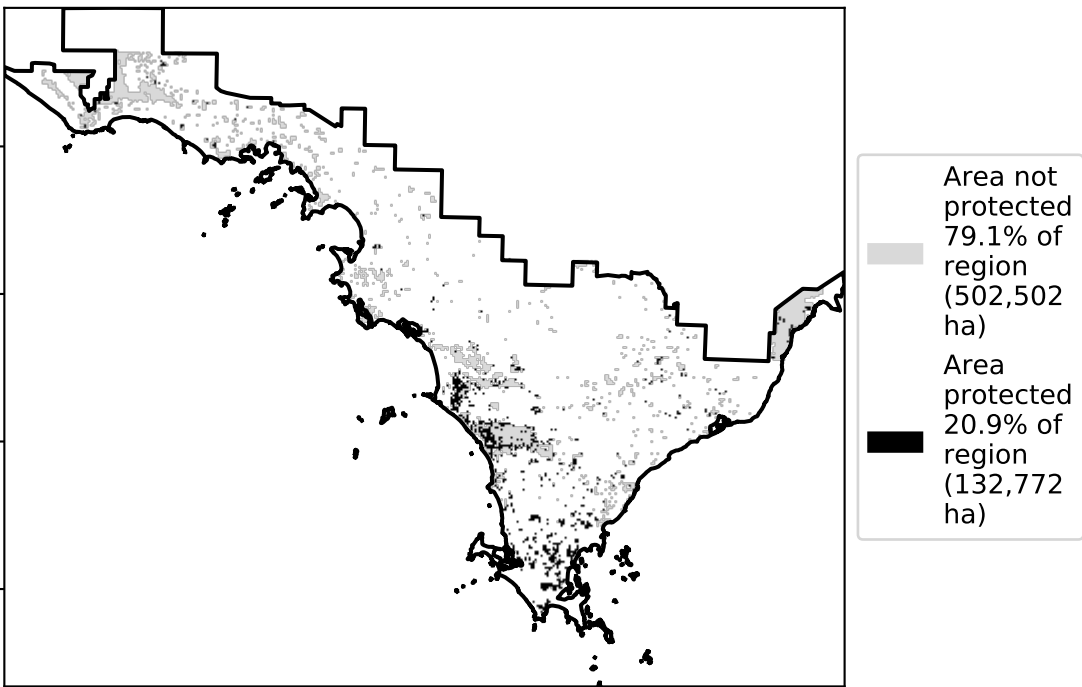 Area not
protected
79.1% of
region
(502,502
ha)
Area
protected
20.9% of
region
(132,772
ha)